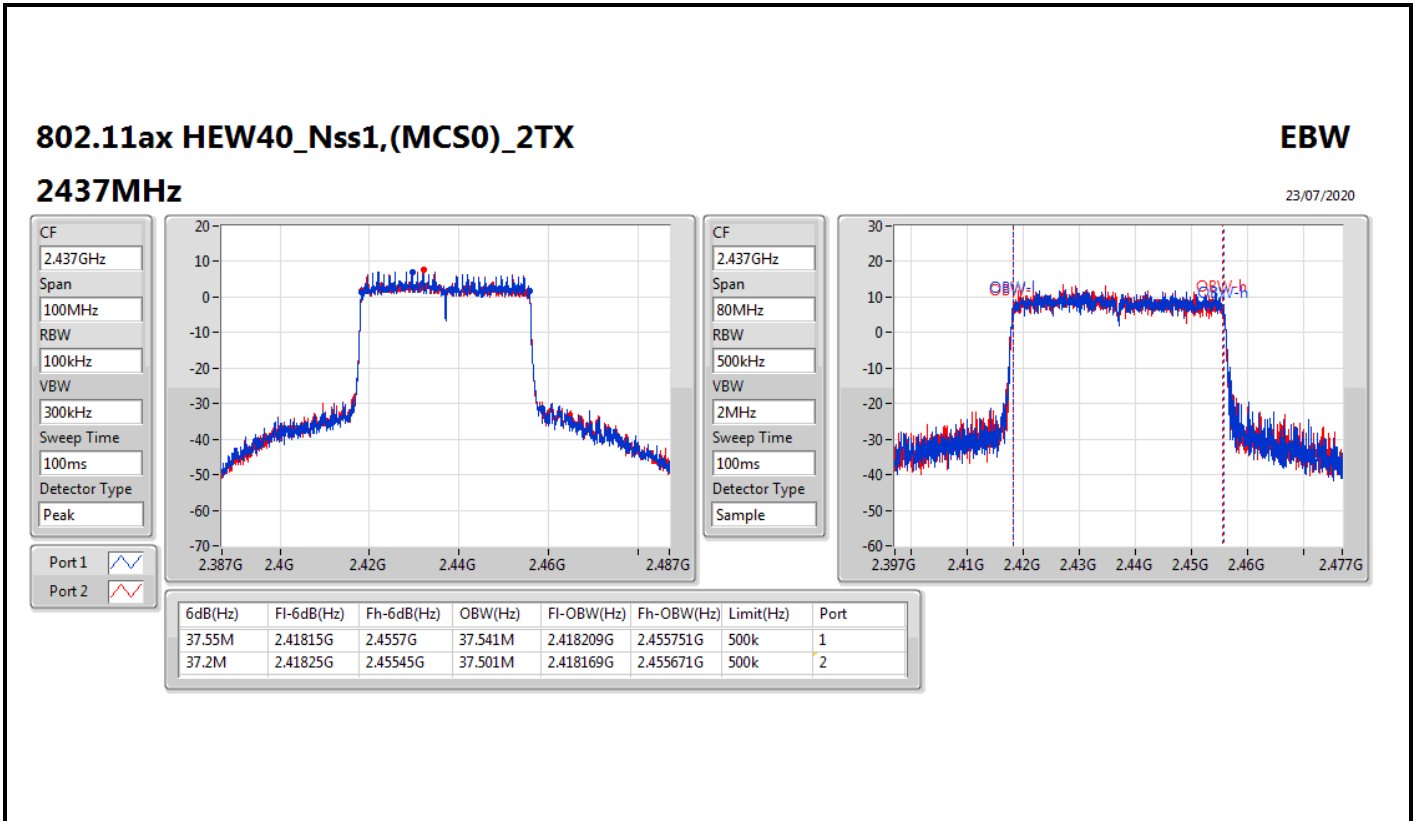 802.11ax HEW40_Nss1,(MCS0)_2TX
EBW
2437MHz
23/07/2020
CF
2.437GHz
Span
100MHz
RBW
100kHz
VBW
300kHz
Sweep Time
100ms
Detector Type
Peak
Port 1
Port 2
20
10
0
-10
-20
-30
-40
-50
-60
-70
2.387G 2.4G 2.42G 2.44G 2.46G 2.487G
CF
2.437GHz
Span
80MHz
RBW
500kHz
VBW
2MHz
Sweep Time
100ms
Detector Type
Sample
30
20
10
0
-10
-20
-30
-40
-50
-60
OBW-l
OBW-h
OBW-h
2.397G 2.41G 2.42G 2.43G 2.44G 2.45G 2.46G 2.477G
6dB(Hz) Fl-6dB(Hz) Fh-6dB(Hz) OBW(Hz) Fl-OBW(Hz) Fh-OBW(Hz) Limit(Hz) Port
37.55M 2.41815G 2.4557G 37.541M 2.418209G 2.455751G 500k 1
37.2M 2.41825G 2.45545G 37.501M 2.418169G 2.455671G 500k 2